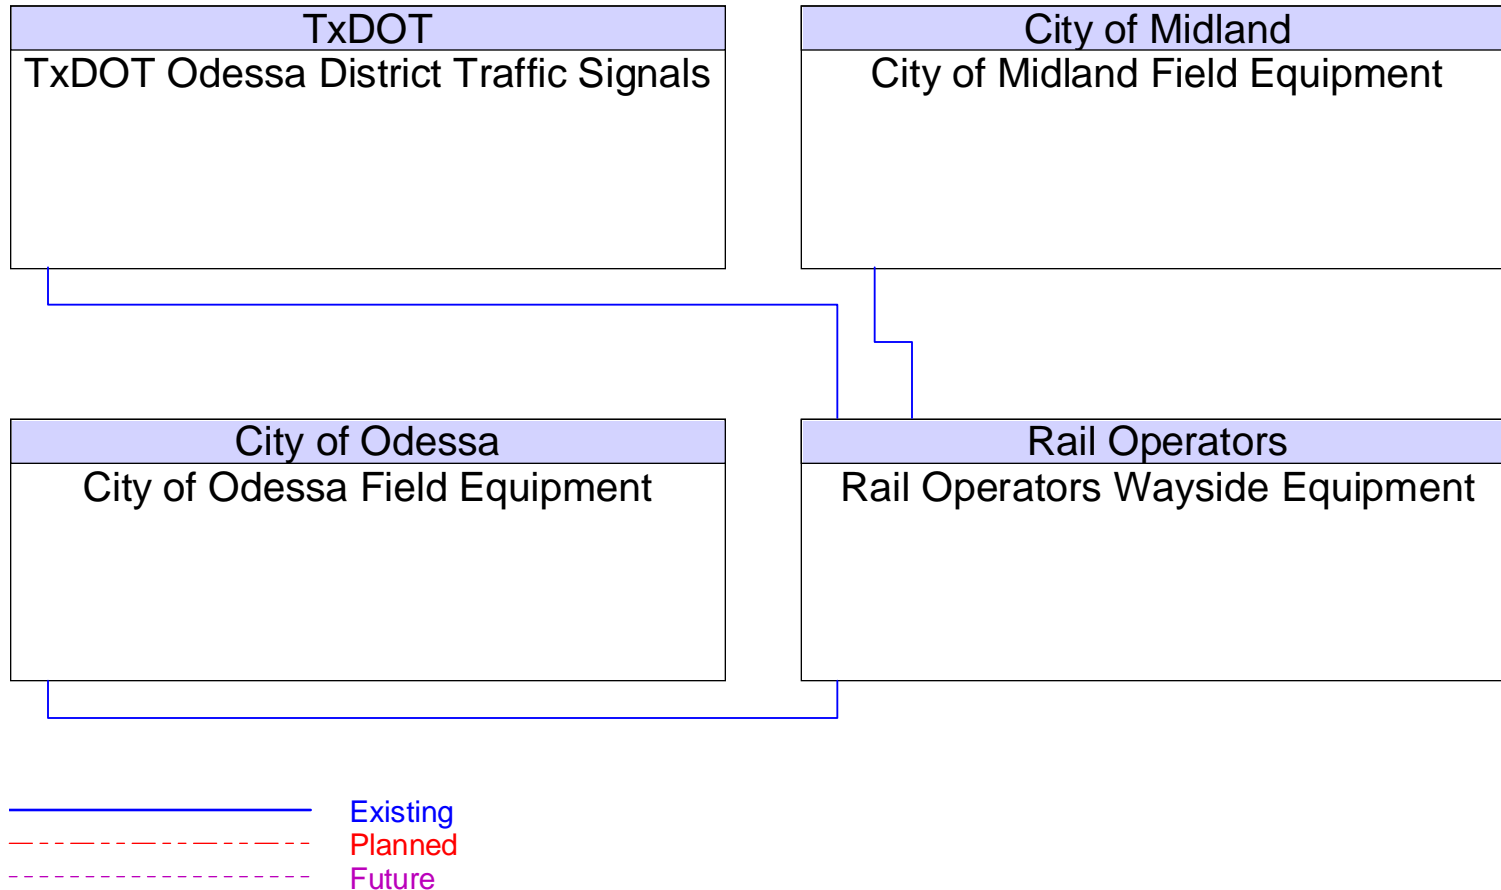 TxDOT
TxDOT Odessa District Traffic Signals
City of Midland
City of Midland Field Equipment
City of Odessa
City of Odessa Field Equipment
Rail Operators
Rail Operators Wayside Equipment
Existing
Planned
Future